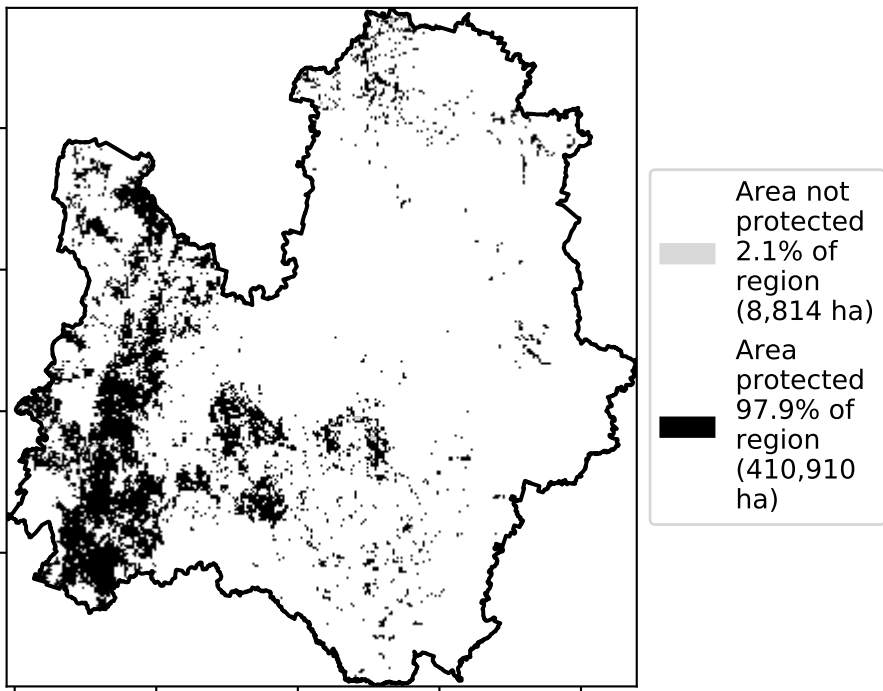 Area not
protected
2.1% of
region
(8,814 ha)
Area
protected
97.9% of
region
(410,910
ha)